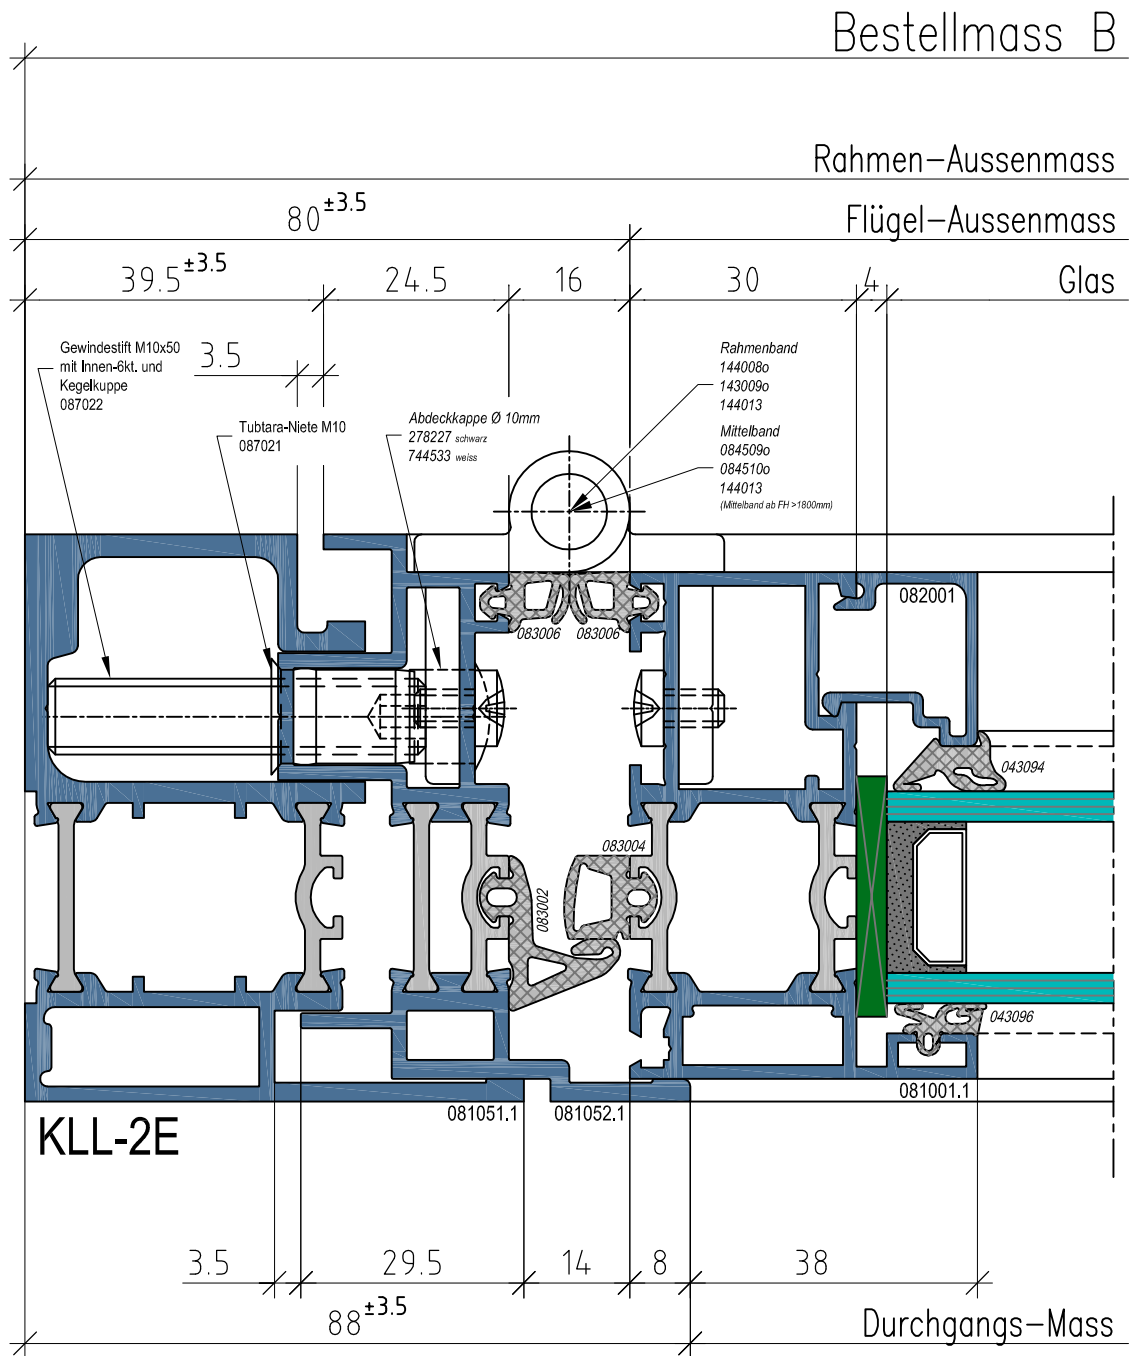 Bestellmass B
Rahmen-Aussenmass
80 ±3.5
Flügel-Aussenmass
39.5 ±3.5
24.5
16
30
4
Glas
Gewindestift M10x50
mit Innen-6kt. und
Kegelkuppe
087022
3.5
Tubtara-Niete M10
087021
Abdeckkappe Ø 10mm
278227 schwarz
744533 weiss
Rahmenband
144008o
143009o
144013
Mittelband
084509o
084510o
144013
(Mittelband ab FH >1800mm)
082001
083006
083006
043094
083004
083002
043096
081001.1
081051.1
081052.1
KLL-2E
3.5
29.5
14
8
38
88 ±3.5
Durchgangs-Mass